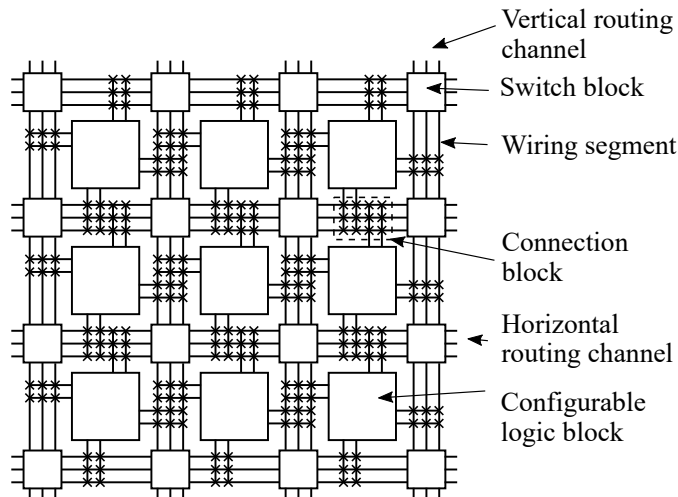 Vertical routing
channel
Switch block
Wiring segment
Connection
block
Horizontal
routing channel
Configurable
logic block